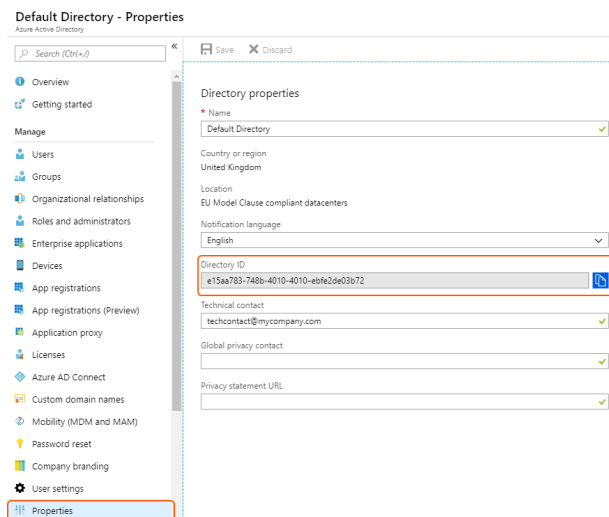 Default Directory - Properties
Azure Active Directory
Search (Ctrl+/)
«
Save
Discard
Overview
Getting started
Manage
Users
Groups
Organizational relationships
Roles and administrators
Enterprise applications
Devices
App registrations
App registrations (Preview)
Application proxy
Licenses
Azure AD Connect
Custom domain names
Mobility (MDM and MAM)
Password reset
Company branding
User settings
Properties
Directory properties
* Name
Default Directory
Country or region
United Kingdom
Location
EU Model Clause compliant datacenters
Notification language
English
Directory ID
e15aa783-748b-4010-4010-ebfe2de03b72
Technical contact
techcontact@mycompany.com
Global privacy contact
Privacy statement URL